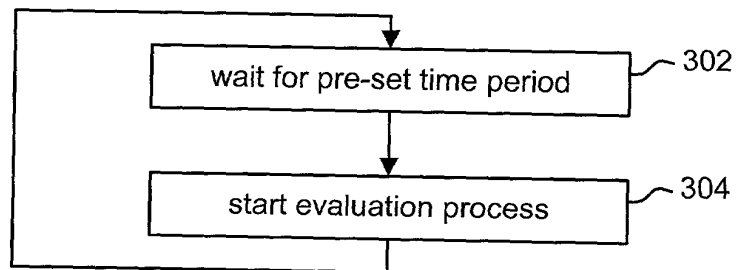 wait for pre-set time period
302
start evaluation process
304